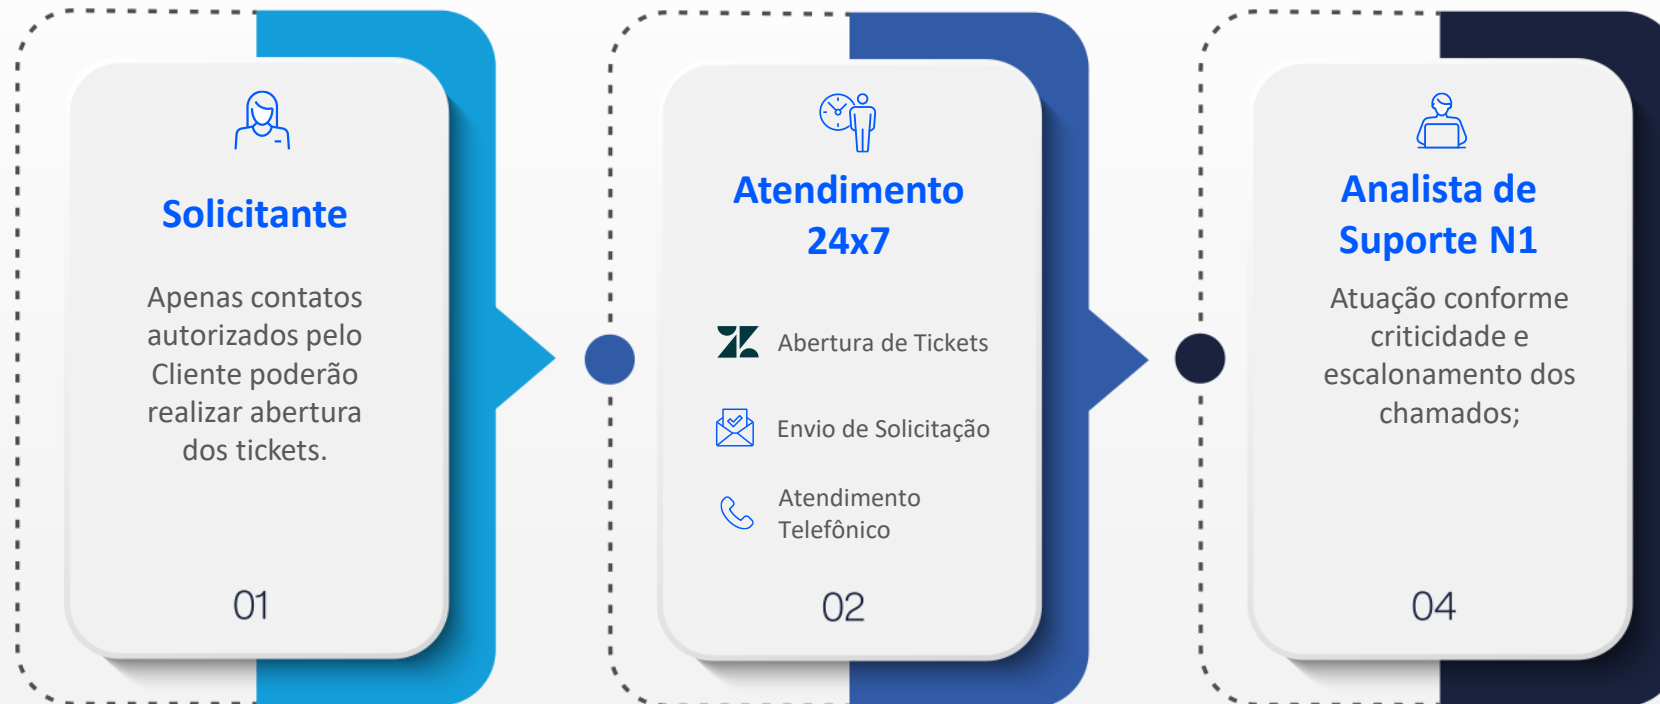 Solicitante
Apenas contatos
autorizados pelo
Cliente poderão
realizar abertura
dos tickets.
01
Atendimento
24x7
Abertura de Tickets
Envio de Solicitação
Atendimento
Telefônico
02
Analista de
Suporte N1
Atuação conforme
criticidade e
escalonamento dos
chamados;
04